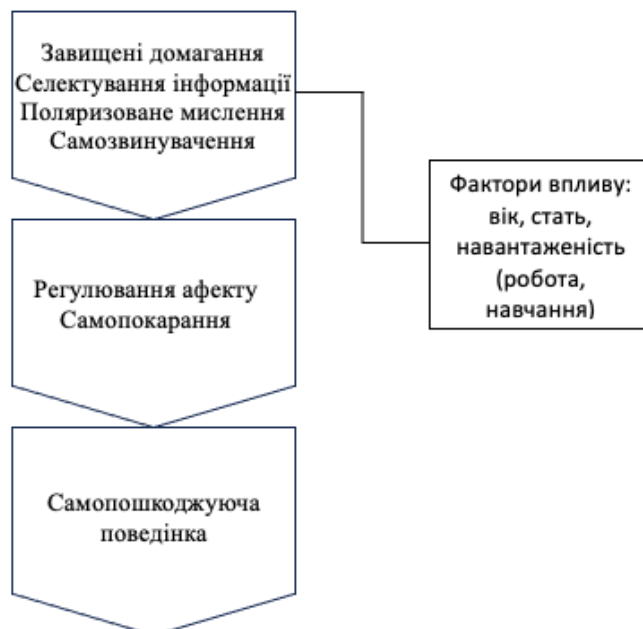 Завищені домагання
Селектування інформації
Поляризоване мислення
Самозвинувачення
Фактори впливу:
вік, стать,
навантаженість
(робота,
навчання)
Регулювання афекту
Самопокарання
Самопошкоджуюча
поведінка